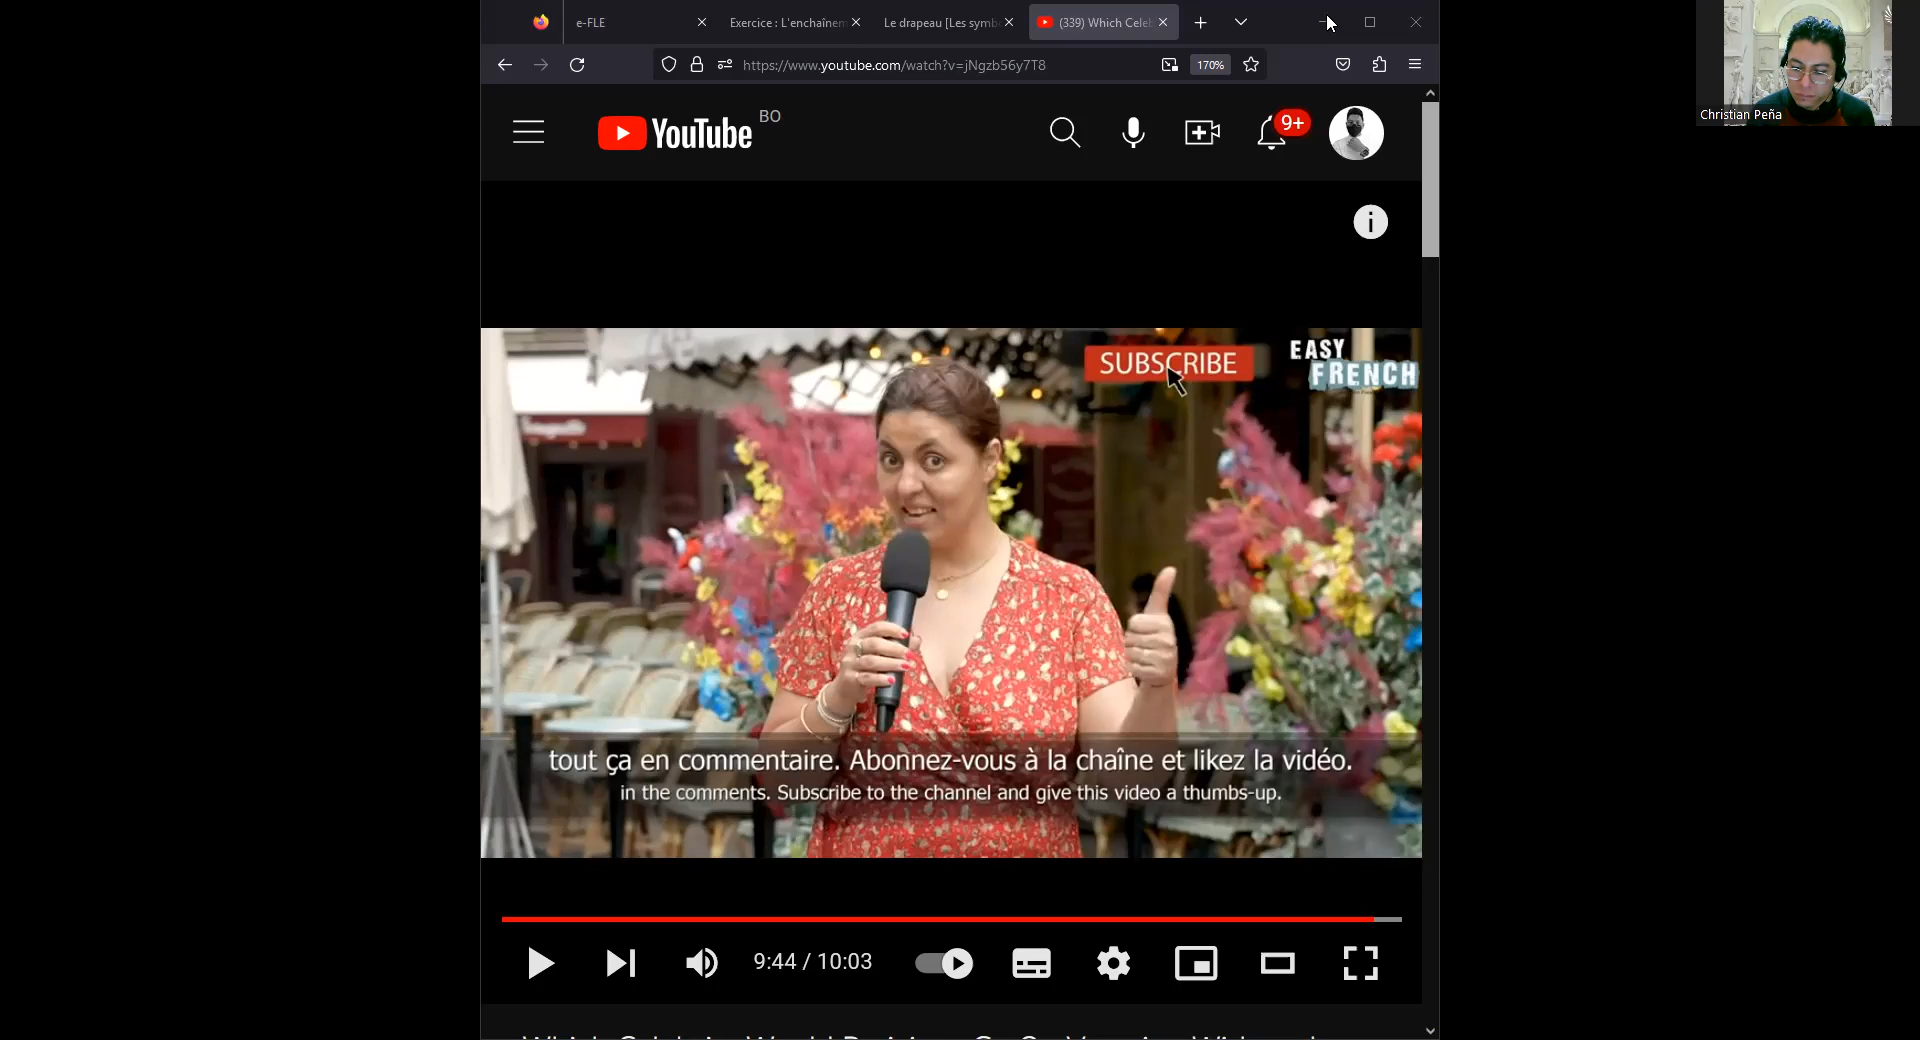 e-FLE
Exercice : L'enchaînem
Le drapeau [Les symb
(339) Which Celeb
https://www.youtube.com/watch?v=jNgzb56y7T8
170%
YouTube
BO
9+
Christian Peña
i
SUBSCRIBE
EASY
FRENCH
tout ça en commentaire. Abonnez-vous à la chaîne et likez la vidéo.
in the comments. Subscribe to the channel and give this video a thumbs-up.
9:44 / 10:03